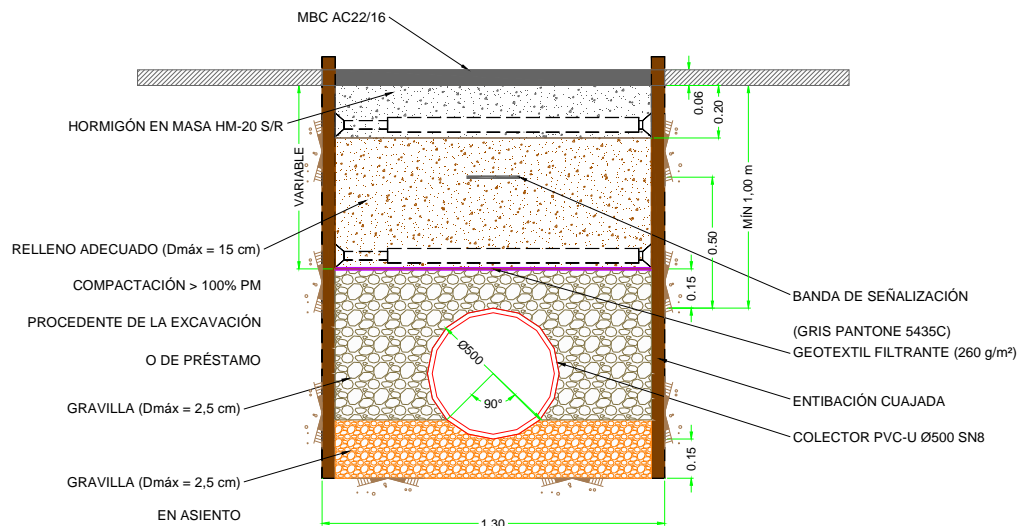 MBC AC22/16
0.06
0.20
HORMIGÓN EN MASA HM-20 S/R
VARIABLE
MÍN 1,00 m
0.50
RELLENO ADECUADO (Dmáx = 15 cm)
COMPACTACIÓN > 100% PM
PROCEDENTE DE LA EXCAVACIÓN
O DE PRÉSTAMO
0.15
BANDA DE SEÑALIZACIÓN
(GRIS PANTONE 5435C)
GEOTEXTIL FILTRANTE (260 g/m²)
Ø500
90°
GRAVILLA (Dmáx = 2,5 cm)
ENTIBACIÓN CUAJADA
COLECTOR PVC-U Ø500 SN8
0.15
GRAVILLA (Dmáx = 2,5 cm)
EN ASIENTO
1.30